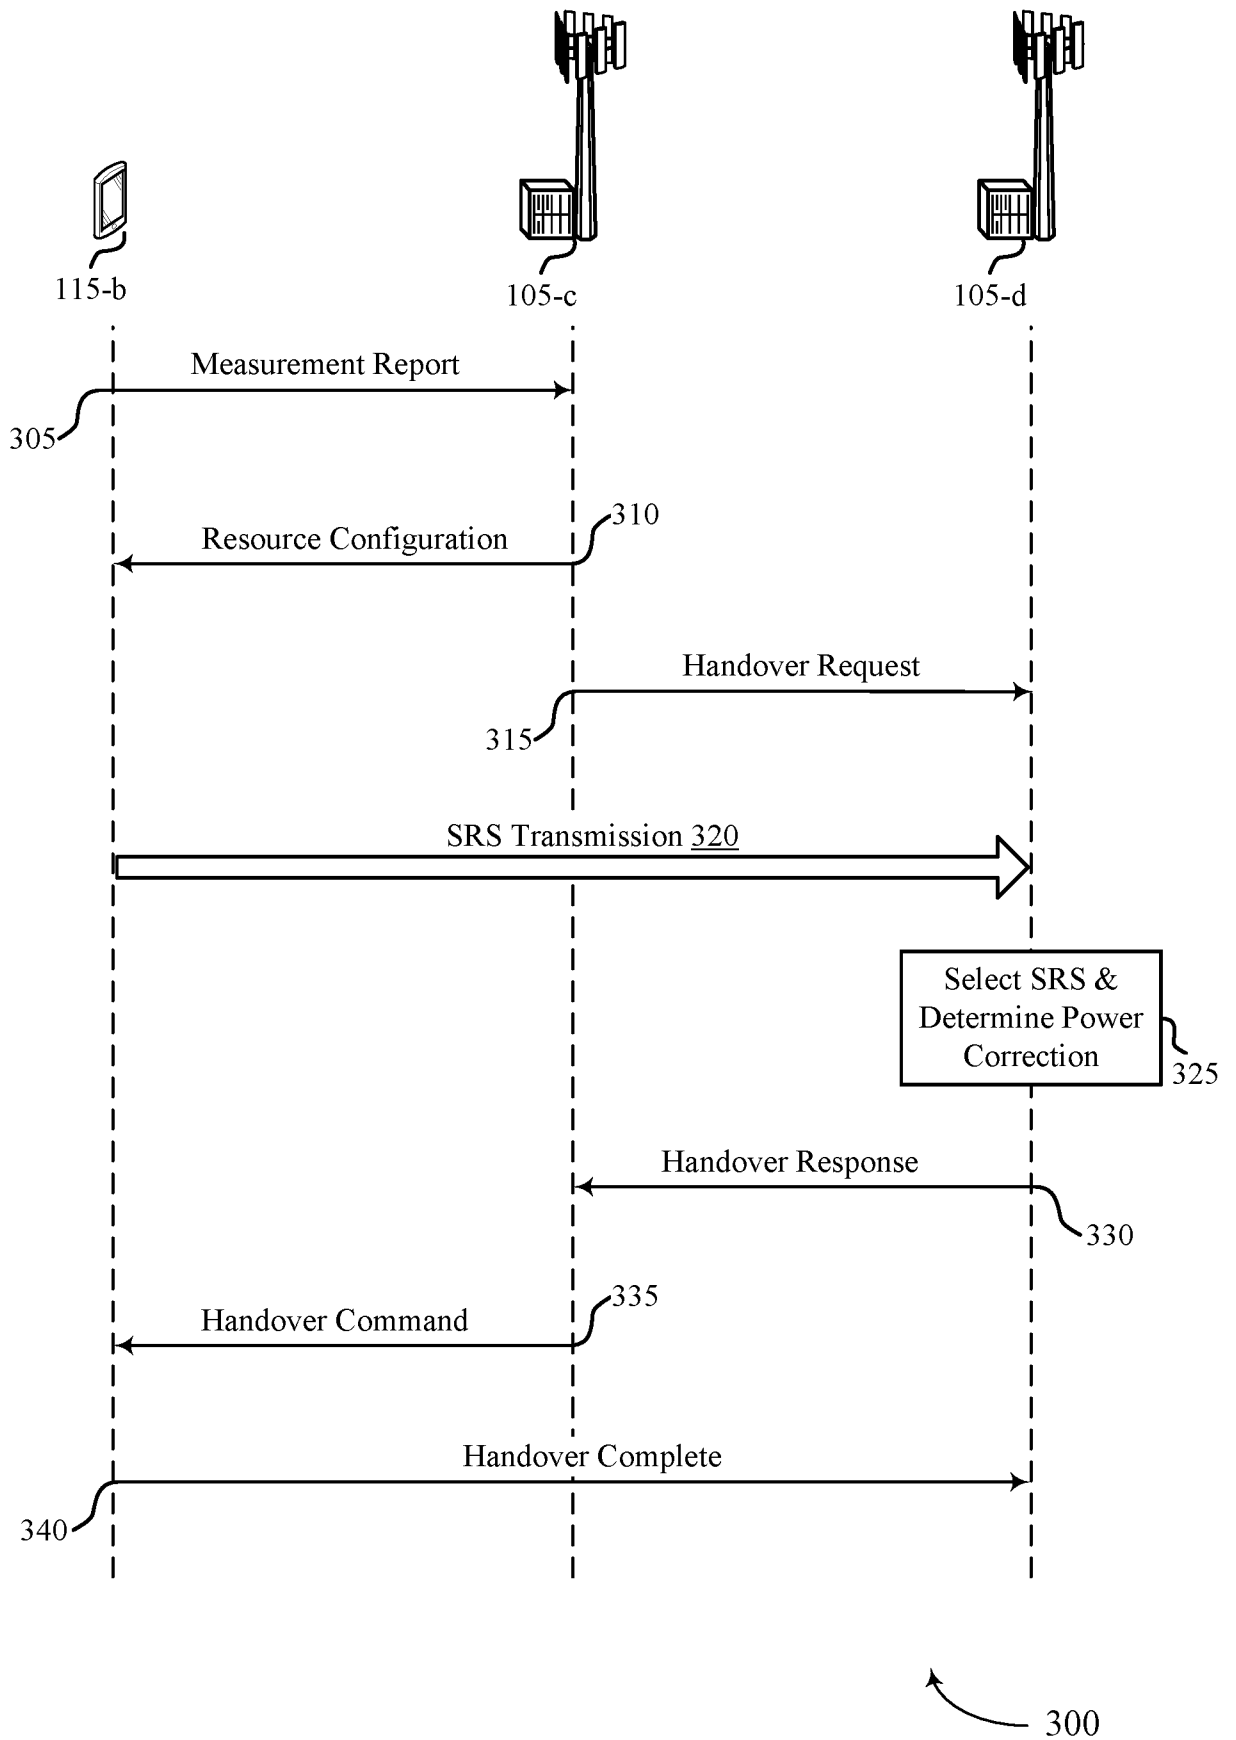 115-b
105-c
105-d
Measurement Report
305
310
Resource Configuration
Handover Request
315
SRS Transmission 320
Select SRS &
Determine Power
Correction
325
Handover Response
330
335
Handover Command
Handover Complete
340
300